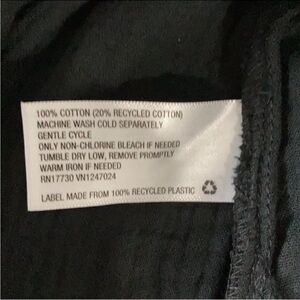 100% COTTON (20% RECYCLED COTTON)
MACHINE WASH COLD SEPARATELY
GENTLE CYCLE
ONLY NON-CHLORINE BLEACH IF NEEDED
TUMBLE DRY LOW, REMOVE PROMPTLY
WARM IRON IF NEEDED
RN17730 VN1247024
LABEL MADE FROM 100% RECYCLED PLASTIC